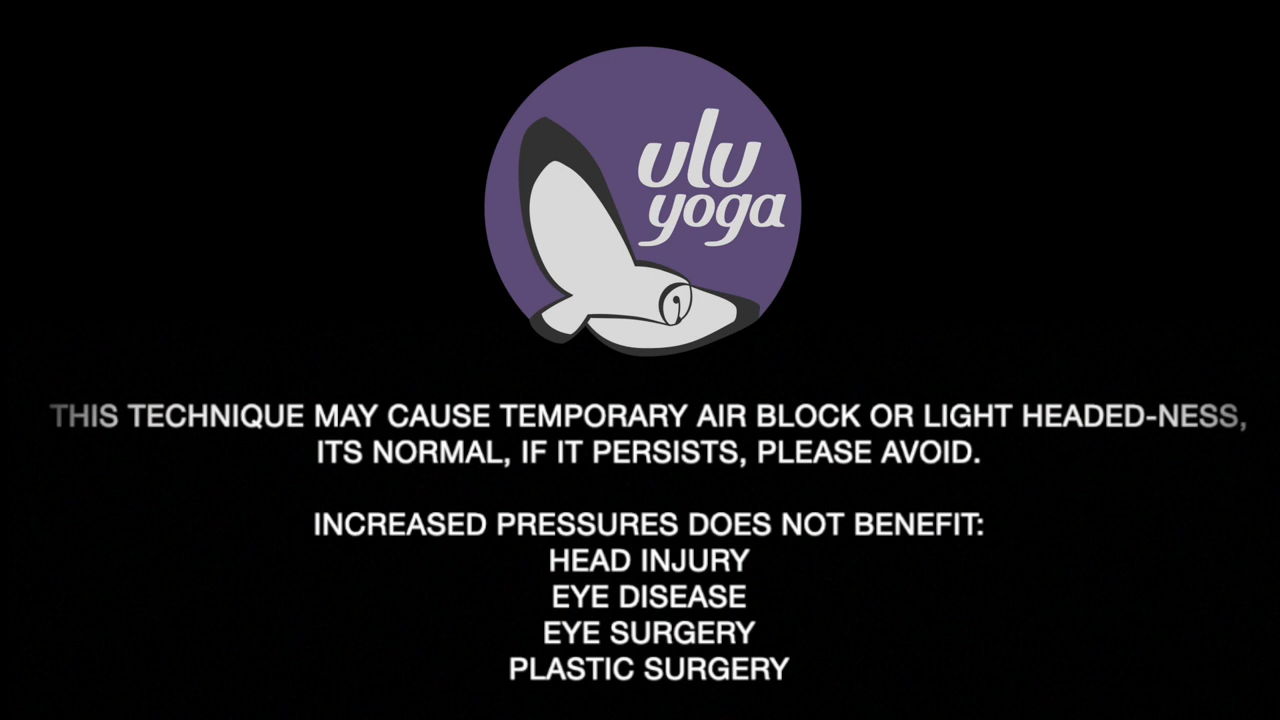 ulu
yoga
THIS TECHNIQUE MAY CAUSE TEMPORARY AIR BLOCK OR LIGHT HEADED-NESS,
ITS NORMAL, IF IT PERSISTS, PLEASE AVOID.
INCREASED PRESSURES DOES NOT BENEFIT:
HEAD INJURY
EYE DISEASE
EYE SURGERY
PLASTIC SURGERY